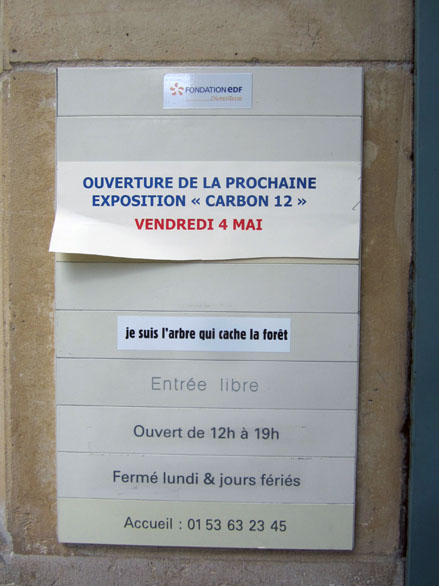 FONDATION EDF
OUVERTURE DE LA PROCHAINE
EXPOSITION « CARBON 12 »
VENDREDI 4 MAI
je suis l'arbre qui cache la forêt
Entrée libre
Ouvert de 12h à 19h
Fermé lundi & jours fériés
Accueil : 01 53 63 23 45